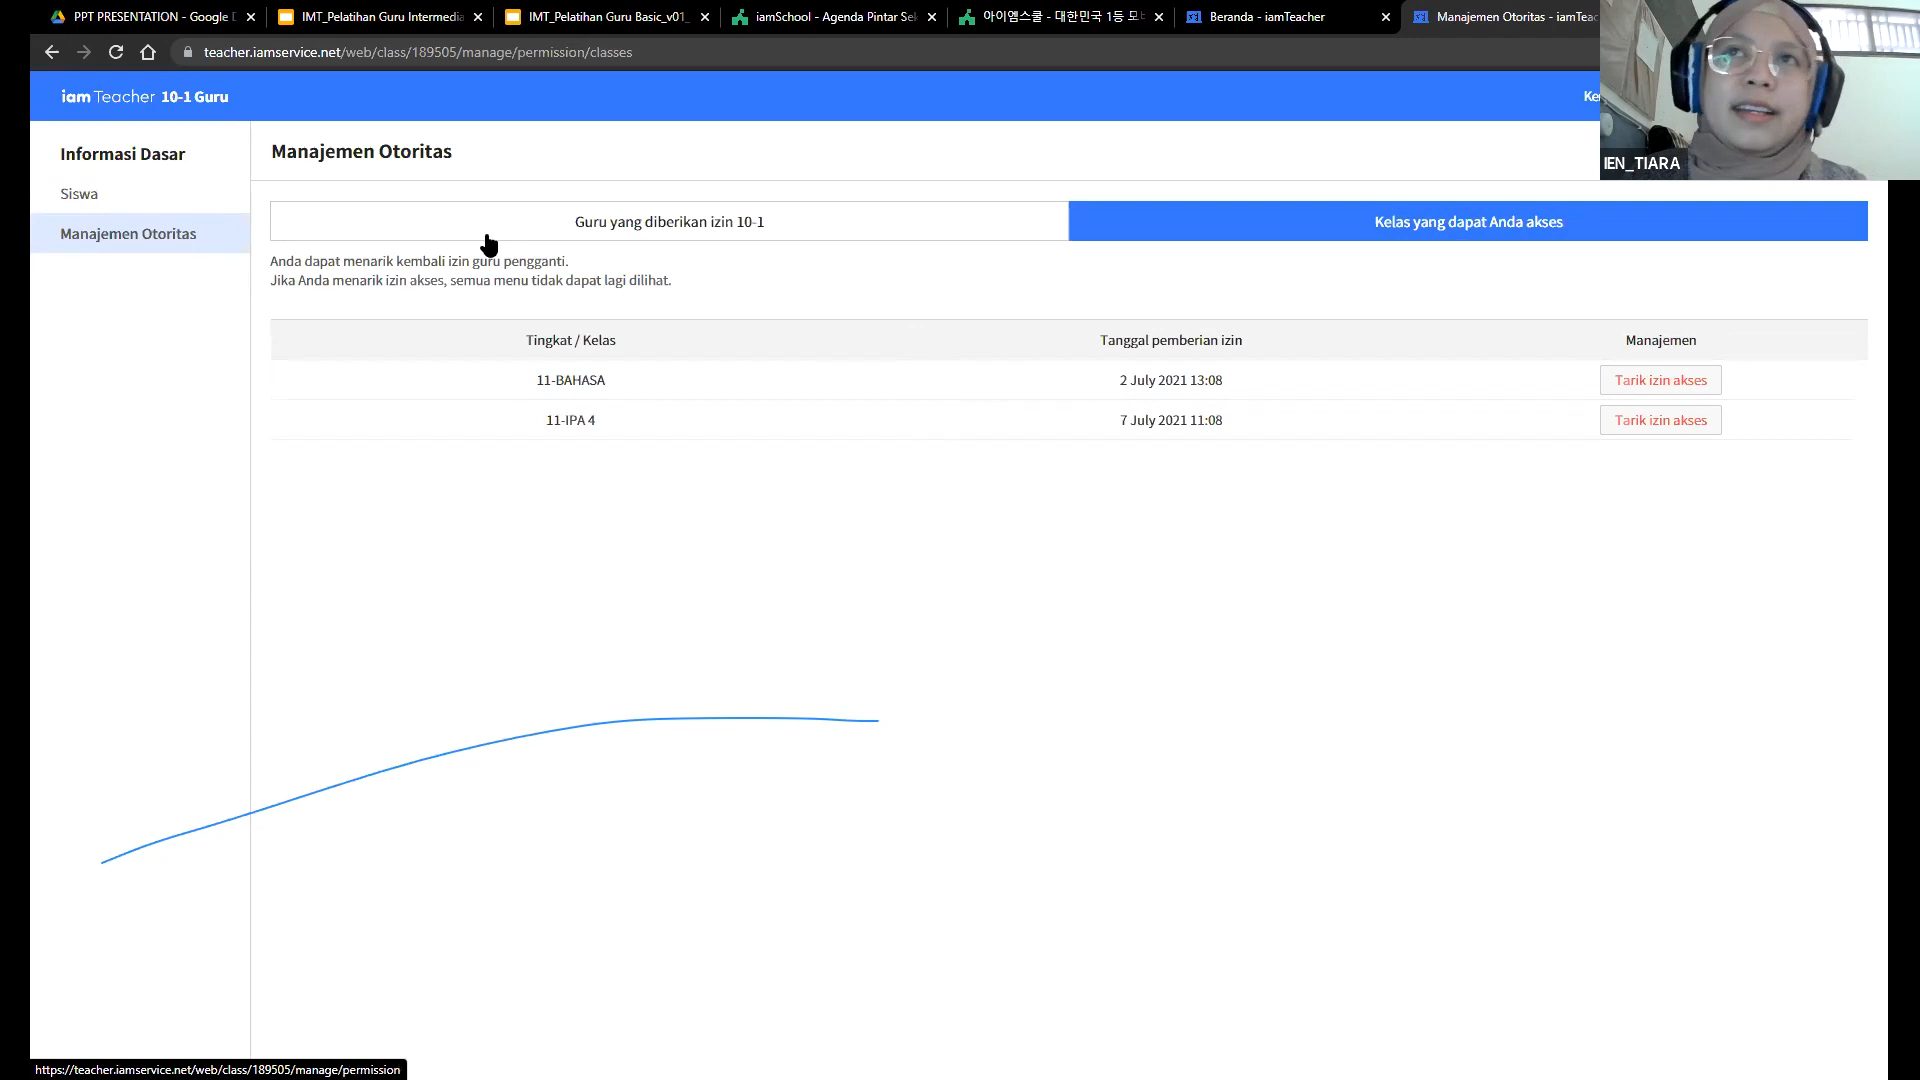 PPT PRESENTATION - Google D
IMT_Pelatihan Guru Intermedia
IMT_Pelatihan Guru Basic_v01_
iamSchool - Agenda Pintar Sek
아이엠스쿨 - 대한민국 1등 모바
Beranda - iamTeacher
Manajemen Otoritas - iamTeac
teacher.iamservice.net/web/class/189505/manage/permission/classes
iam Teacher 10-1 Guru
Ke
IEN_TIARA
Informasi Dasar
Siswa
Manajemen Otoritas
Manajemen Otoritas
Guru yang diberikan izin 10-1
Kelas yang dapat Anda akses
Anda dapat menarik kembali izin guru pengganti.
Jika Anda menarik izin akses, semua menu tidak dapat lagi dilihat.
Tingkat / Kelas Tanggal pemberian izin Manajemen
11-BAHASA 2 July 2021 13:08 Tarik izin akses
11-IPA 4 7 July 2021 11:08 Tarik izin akses
https://teacher.iamservice.net/web/class/189505/manage/permission